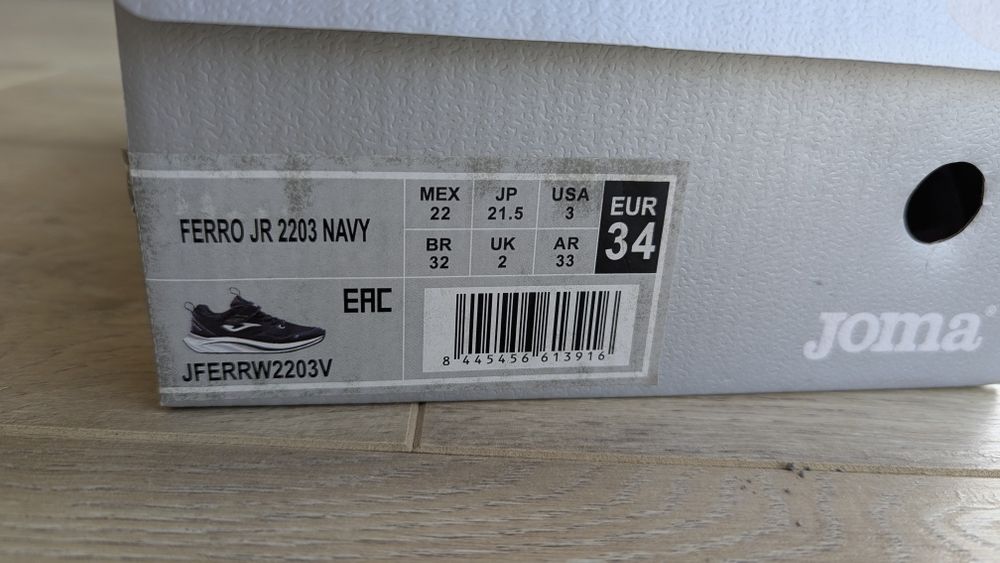 FERRO JR 2203 NAVY
MEX JP USA
22 21.5 3
BR UK AR
32 2 33
EUR
34
EAC
JFERRW2203V
8 445456 613916
Joma